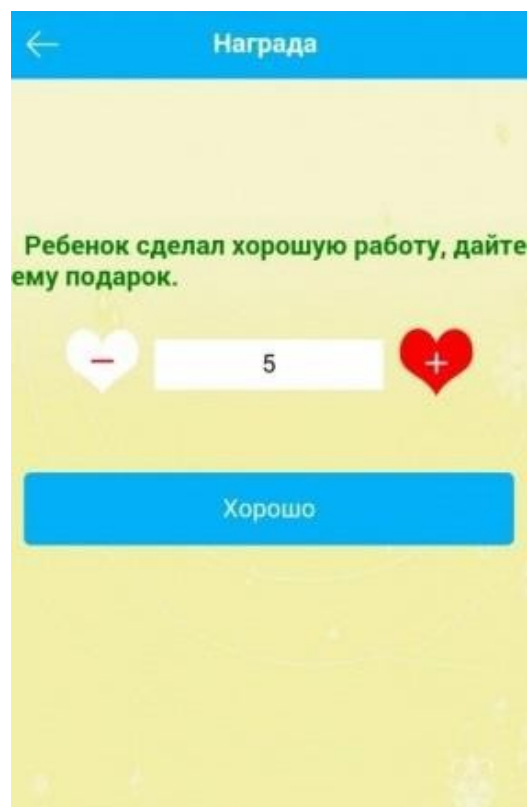 Награда
Ребенок сделал хорошую работу, дайте
ему подарок.
− 5 +
Хорошо